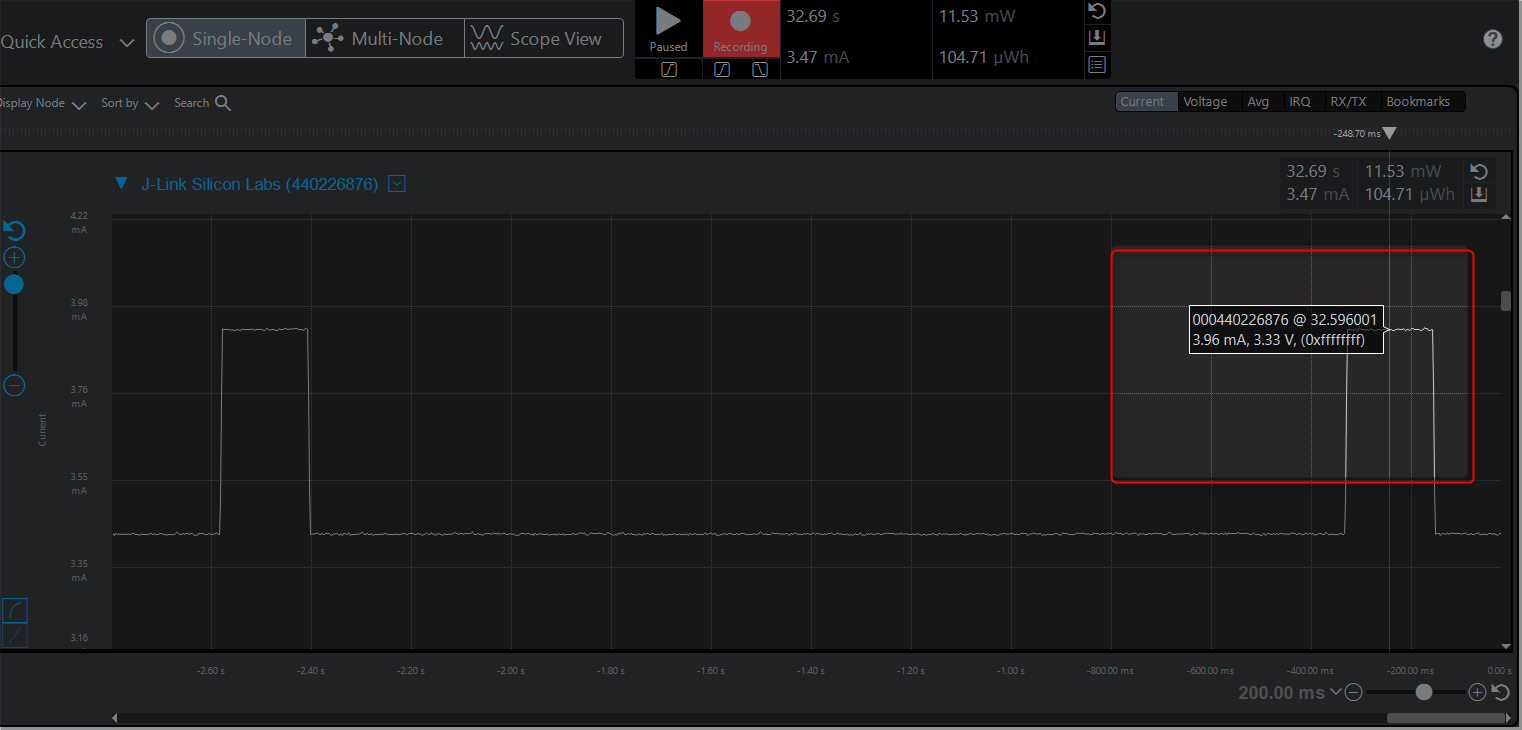 Quick Access
Single-Node
Multi-Node
Scope View
Paused
Recording
32.69 s
11.53 mW
3.47 mA
104.71 µWh
?
Display Node
Sort by
Search
Current
Voltage
Avg
IRQ
RX/TX
Bookmarks
-248.70 ms
J-Link Silicon Labs (440226876)
32.69 s
11.53 mW
3.47 mA
104.71 µWh
4.22
mA
3.98
mA
3.76
mA
3.55
mA
3.35
mA
3.16
Current
000440226876 @ 32.596001
3.96 mA, 3.33 V, (0xffffffff)
-2.60 s
-2.40 s
-2.20 s
-2.00 s
-1.80 s
-1.60 s
-1.40 s
-1.20 s
-1.00 s
-800.00 ms
-600.00 ms
-400.00 ms
-200.00 ms
0.00 s
200.00 ms